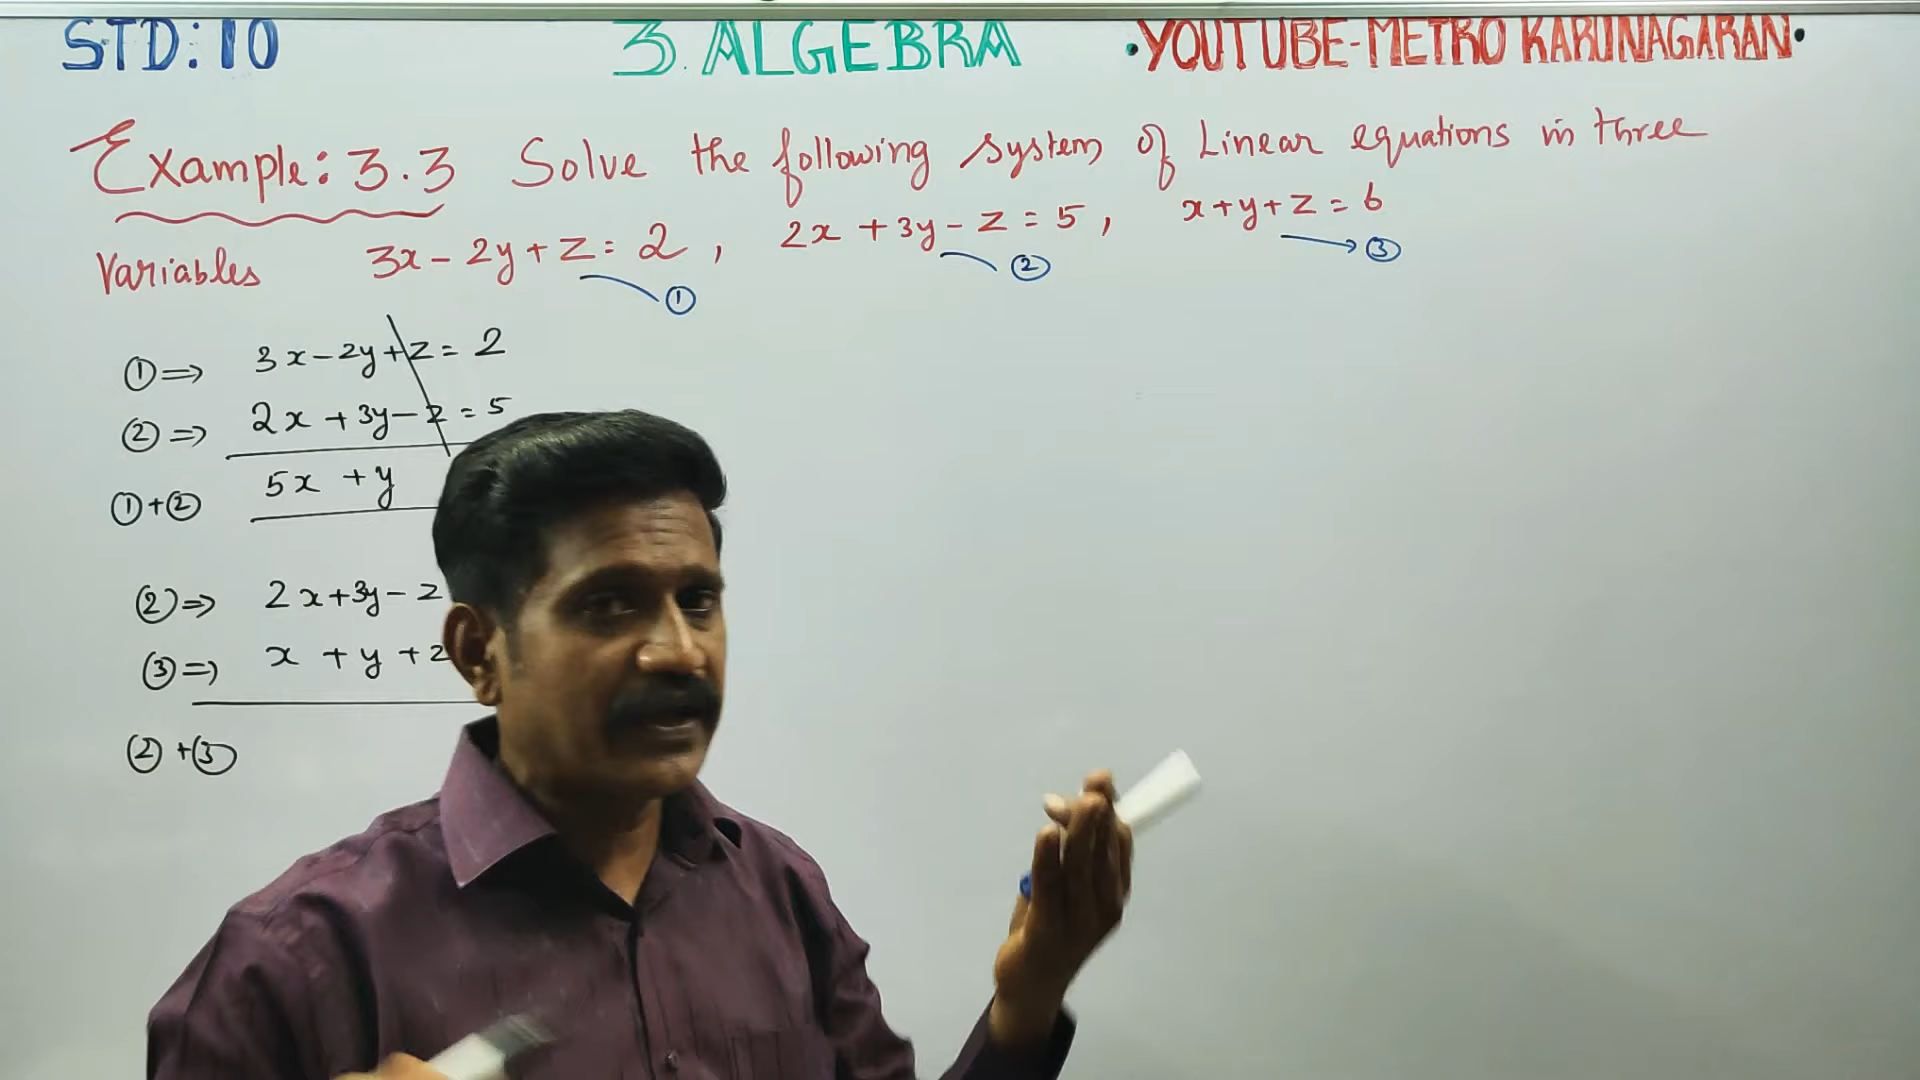 STD: 10
3. ALGEBRA
•YOUTUBE-METRO KARUNAGARAN•
Example: 3.3 Solve the following system of Linear equations in three
Variables 3x - 2y + z = 2, 2x + 3y - z = 5, x + y + z = 6
① ② ③
① ⇒ 3x - 2y + z = 2
② ⇒ 2x + 3y - z = 5
① + ② 5x + y
② ⇒ 2x + 3y - z
③ ⇒ x + y + z
② + ③